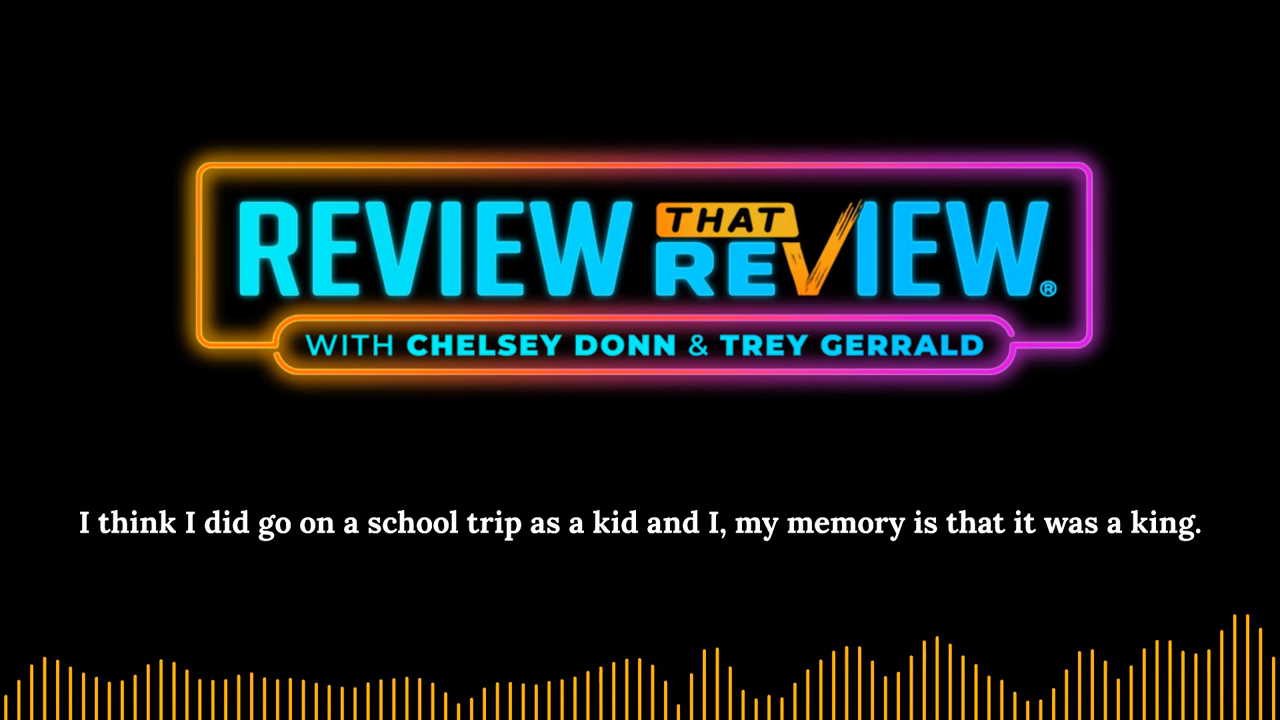 REVIEW THAT REVIEW®
WITH CHELSEY DONN & TREY GERRALD
I think I did go on a school trip as a kid and I, my memory is that it was a king.